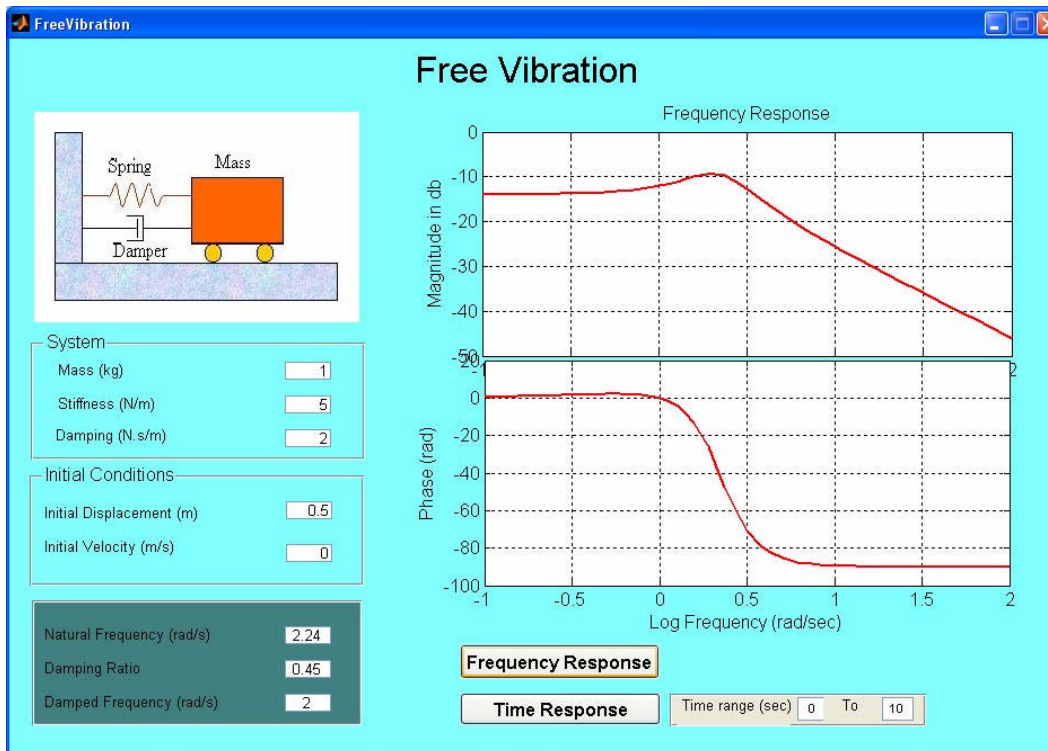 FreeVibration
Free Vibration
Spring
Mass
Damper
System
Mass (kg) 1
Stiffness (N/m) 5
Damping (N.s/m) 2
Initial Conditions
Initial Displacement (m) 0.5
Initial Velocity (m/s) 0
Natural Frequency (rad/s) 2.24
Damping Ratio 0.45
Damped Frequency (rad/s) 2
Frequency Response
Magnitude in db
0
-10
-20
-30
-40
-50
-1 2
Phase (rad)
20
0
-20
-40
-60
-80
-100
-1 -0.5 0 0.5 1 1.5 2
Log Frequency (rad/sec)
Frequency Response
Time Response
Time range (sec) 0 To 10